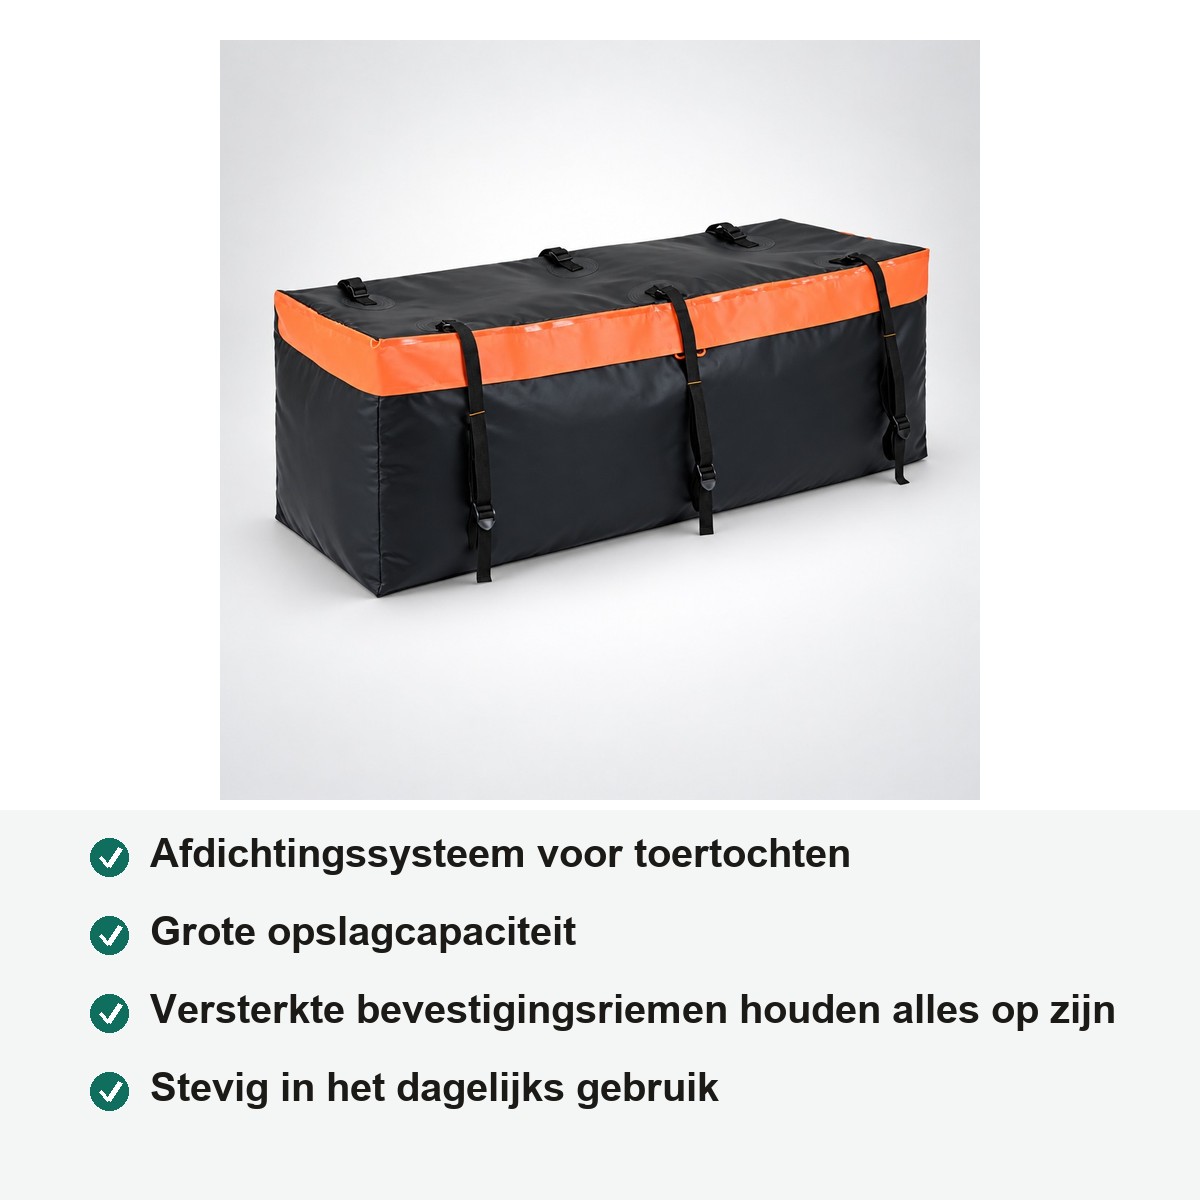 Afdichtingssysteem voor toertochten
Grote opslagcapaciteit
Versterkte bevestigingsriemen houden alles op zijn
Stevig in het dagelijks gebruik